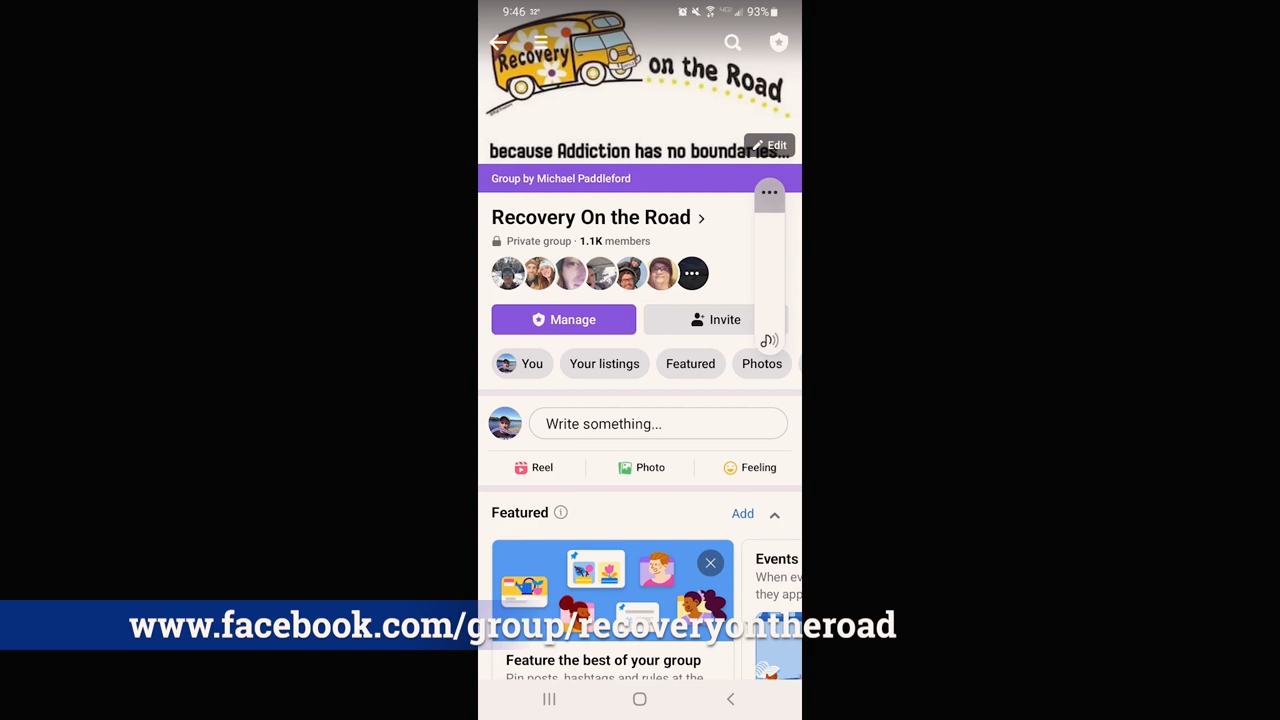 9:46 32° 93%
Recovery
on the Road
because Addiction has no boundaries...
Edit
Group by Michael Paddleford
Recovery On the Road
Private group · 1.1K members
Manage
Invite
You
Your listings
Featured
Photos
Write something...
Reel
Photo
Feeling
Featured
Add
Events
When ev
they app
www.facebook.com/group/recoveryontheroad
Feature the best of your group
Pin posts, hashtags and rules at the